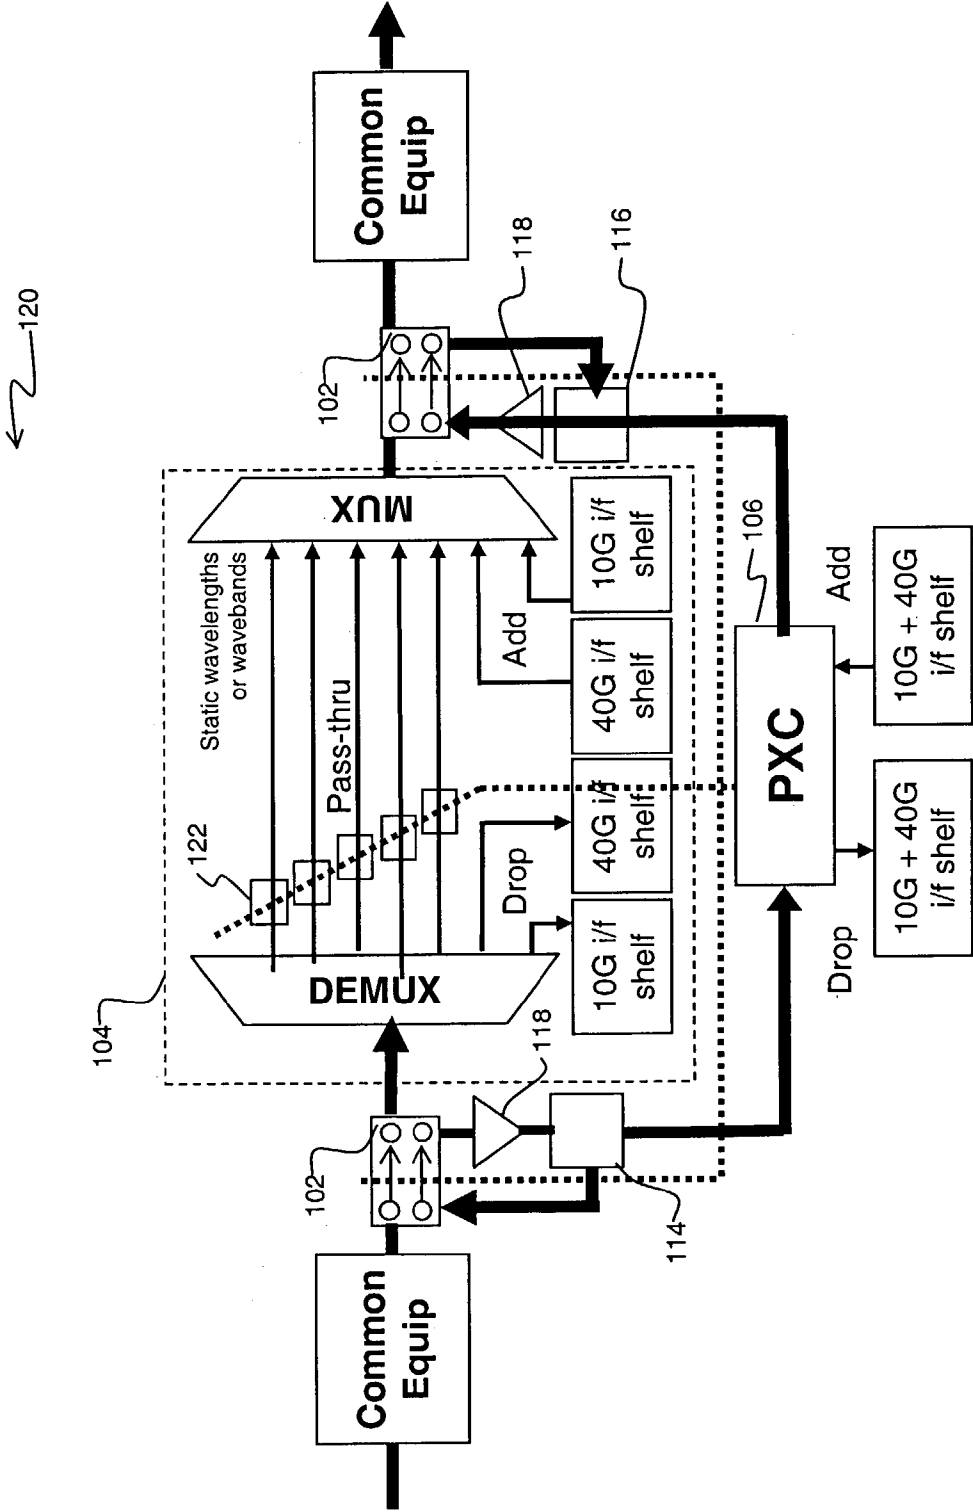 120
Common
Equip
102
118
116
MUX
Static wavelengths
or wavebands
Pass-thru
Add
10G i/f
shelf
40G i/f
shelf
122
Drop
40G i/f
shelf
10G i/f
shelf
DEMUX
104
106
PXC
Add
10G + 40G
i/f shelf
Drop
10G + 40G
i/f shelf
118
102
114
Common
Equip